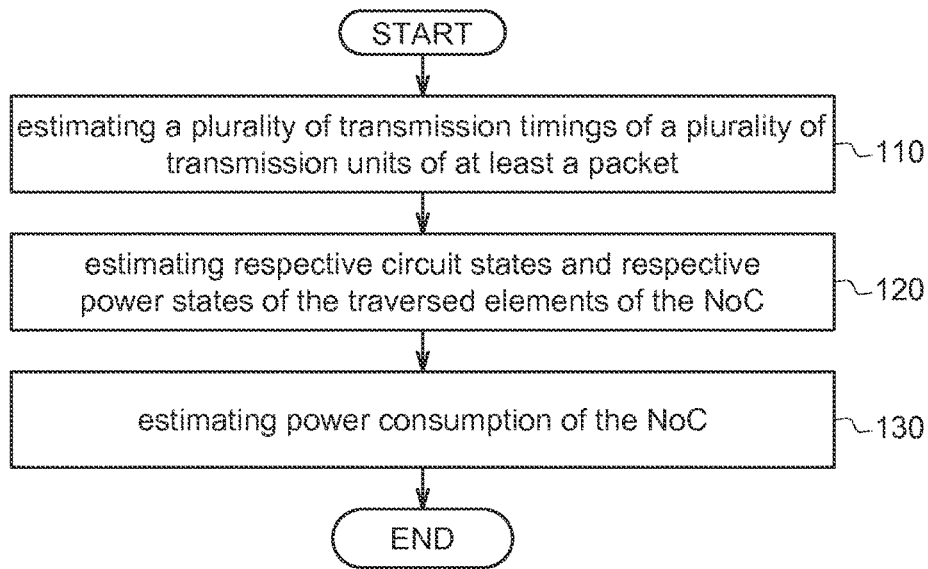 START
estimating a plurality of transmission timings of a plurality of
transmission units of at least a packet
110
estimating respective circuit states and respective
power states of the traversed elements of the NoC
120
estimating power consumption of the NoC
130
END